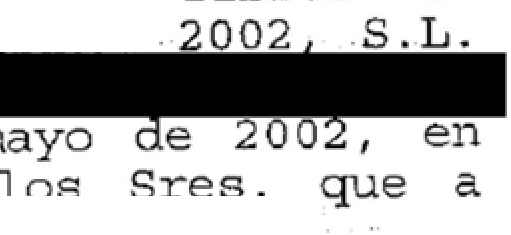 2002, S.L.
mayo de 2002, en
los Sres. que a